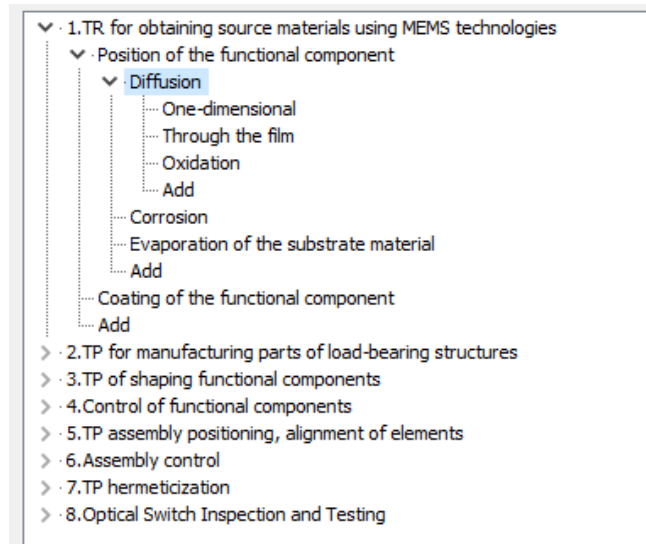 1.TR for obtaining source materials using MEMS technologies
Position of the functional component
Diffusion
One-dimensional
Through the film
Oxidation
Add
Corrosion
Evaporation of the substrate material
Add
Coating of the functional component
Add
2.TP for manufacturing parts of load-bearing structures
3.TP of shaping functional components
4.Control of functional components
5.TP assembly positioning, alignment of elements
6.Assembly control
7.TP hermeticization
8.Optical Switch Inspection and Testing